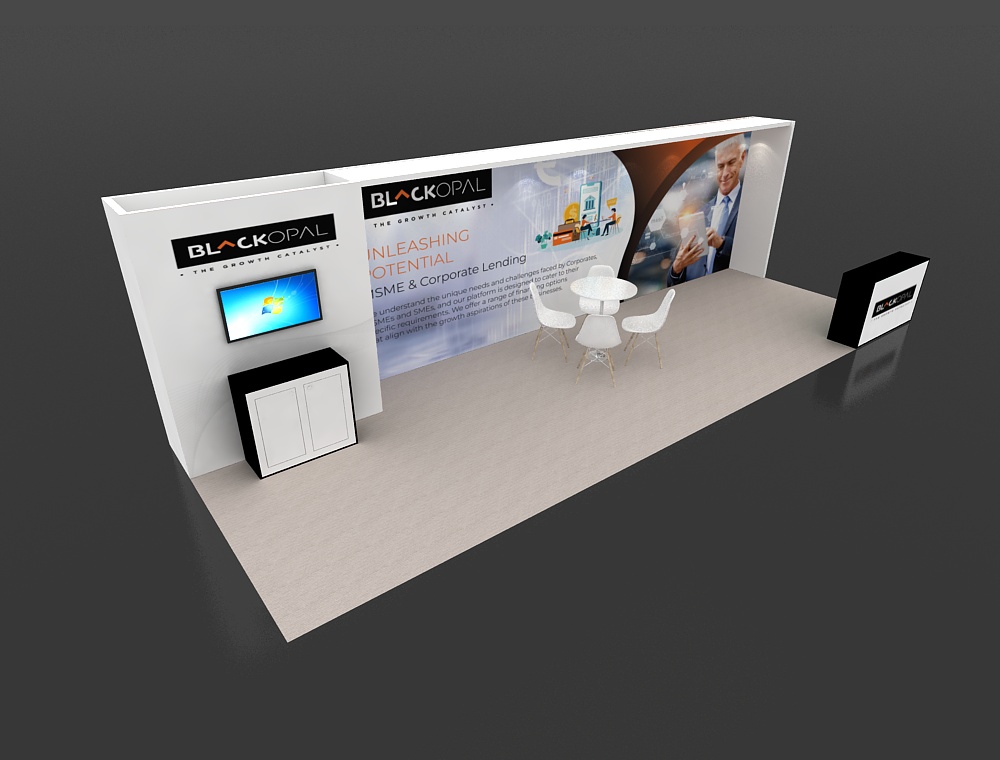 BLACKOPAL
• THE GROWTH CATALYST •
BLACKOPAL
THE GROWTH CATALYST •
UNLEASHING
POTENTIAL
MSME & Corporate Lending
understand the unique needs and challenges faced by Corporates,
SMEs and SMEs, and our platform is designed to cater to their
specific requirements. We offer a range of financing options
that align with the growth aspirations of these businesses.
BLACKOPAL